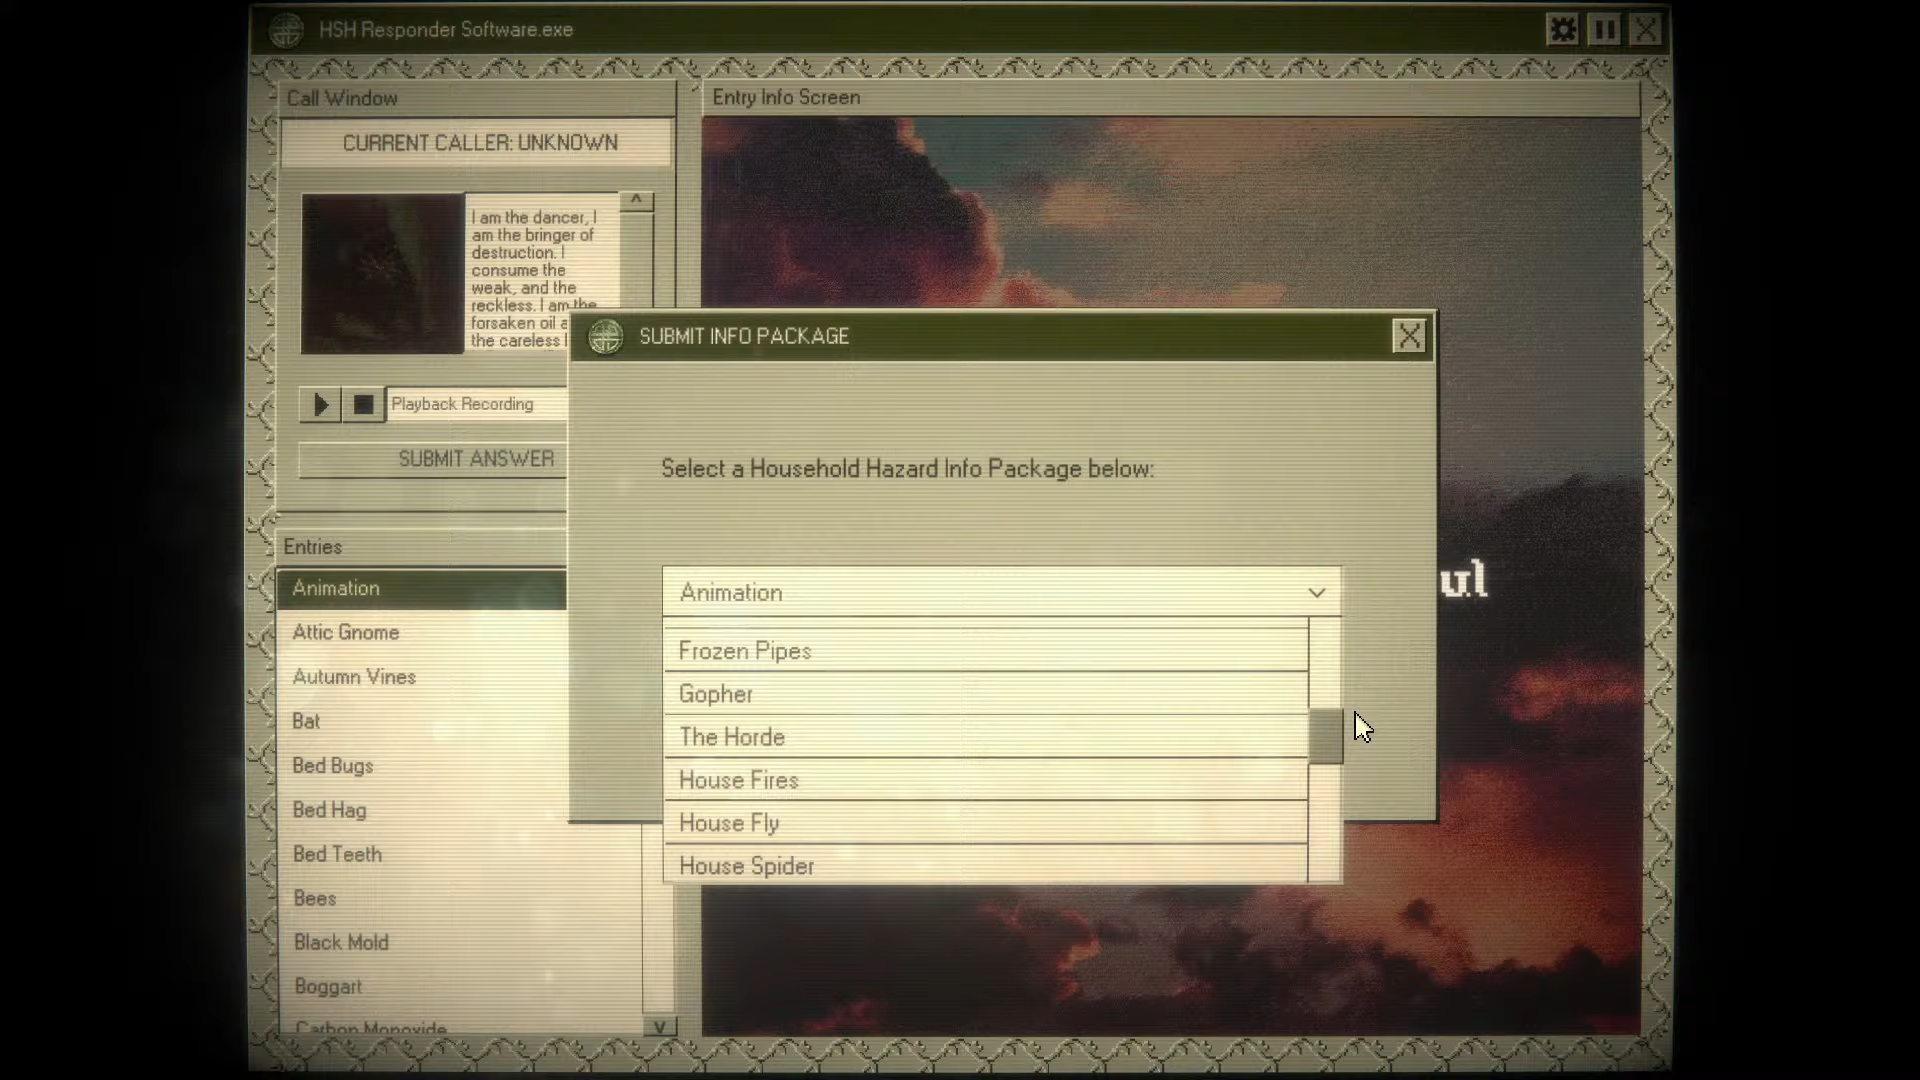 HSH Responder Software.exe
Call Window
CURRENT CALLER: UNKNOWN
I am the dancer, I
am the bringer of
destruction. I
consume the
weak, and the
reckless. I am the
forsaken oil
the careless
Playback Recording
SUBMIT ANSWER
Entries
Animation
Attic Gnome
Autumn Vines
Bat
Bed Bugs
Bed Hag
Bed Teeth
Bees
Black Mold
Boggart
Carbon Monoxide
Entry Info Screen
SUBMIT INFO PACKAGE
Select a Household Hazard Info Package below:
Animation
Frozen Pipes
Gopher
The Horde
House Fires
House Fly
House Spider